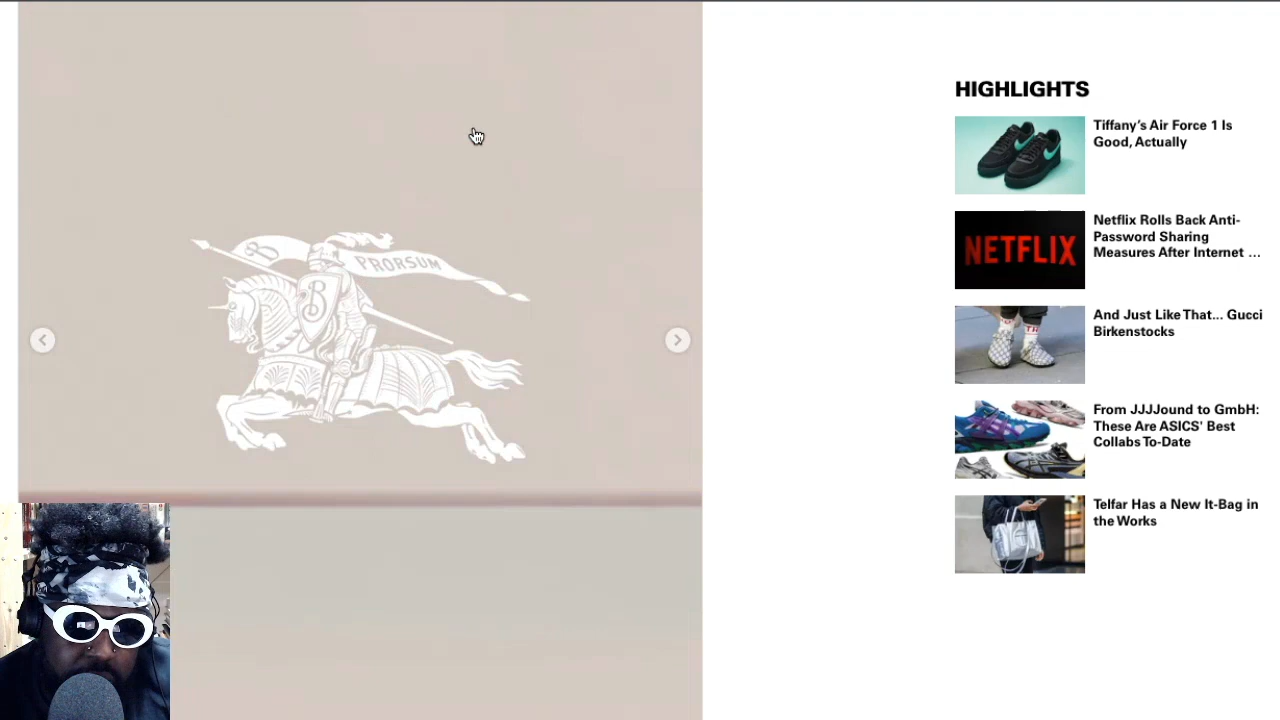 B
PRORSUM
B
HIGHLIGHTS
Tiffany's Air Force 1 Is
Good, Actually
NETFLIX
Netflix Rolls Back Anti-
Password Sharing
Measures After Internet ...
And Just Like That... Gucci
Birkenstocks
From JJJJound to GmbH:
These Are ASICS' Best
Collabs To-Date
Telfar Has a New It-Bag in
the Works